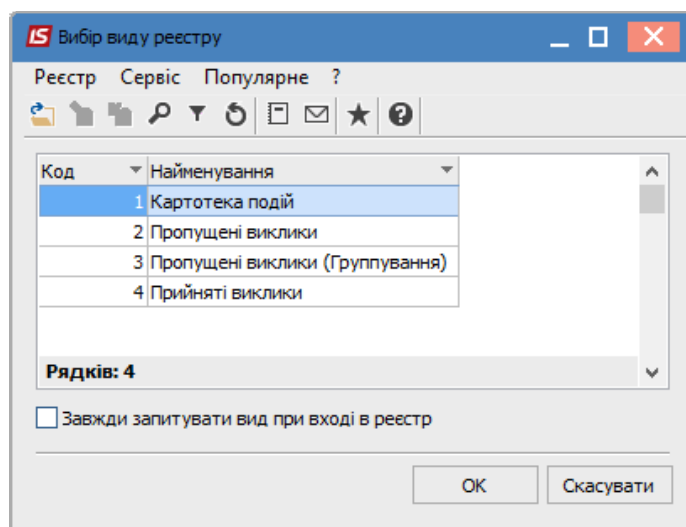 IS Вибір виду реєстру
Реєстр Сервіс Популярне ?
Код Найменування
1 Картотека подій
2 Пропущені виклики
3 Пропущені виклики (Группування)
4 Прийняті виклики
Рядків: 4
Завжди запитувати вид при вході в реєстр
ОК Скасувати